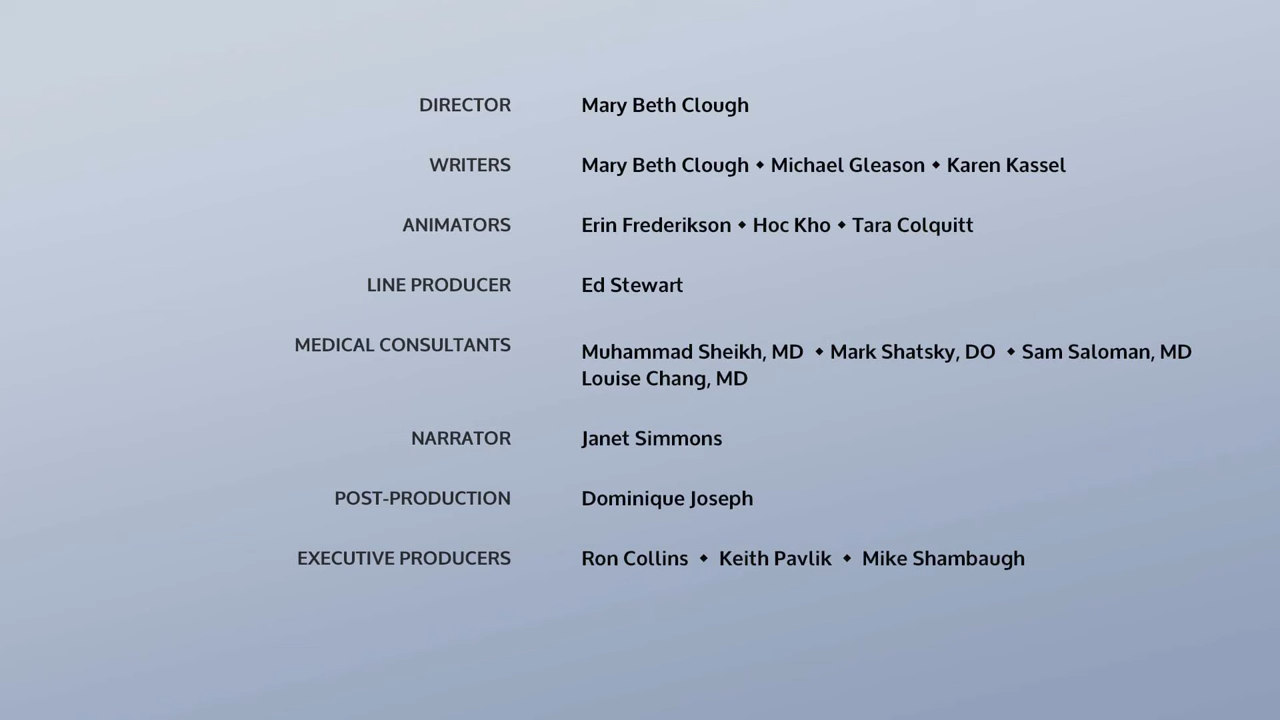 DIRECTOR Mary Beth Clough
WRITERS Mary Beth Clough • Michael Gleason • Karen Kassel
ANIMATORS Erin Frederikson • Hoc Kho • Tara Colquitt
LINE PRODUCER Ed Stewart
MEDICAL CONSULTANTS Muhammad Sheikh, MD • Mark Shatsky, DO • Sam Saloman, MD
Louise Chang, MD
NARRATOR Janet Simmons
POST-PRODUCTION Dominique Joseph
EXECUTIVE PRODUCERS Ron Collins • Keith Pavlik • Mike Shambaugh